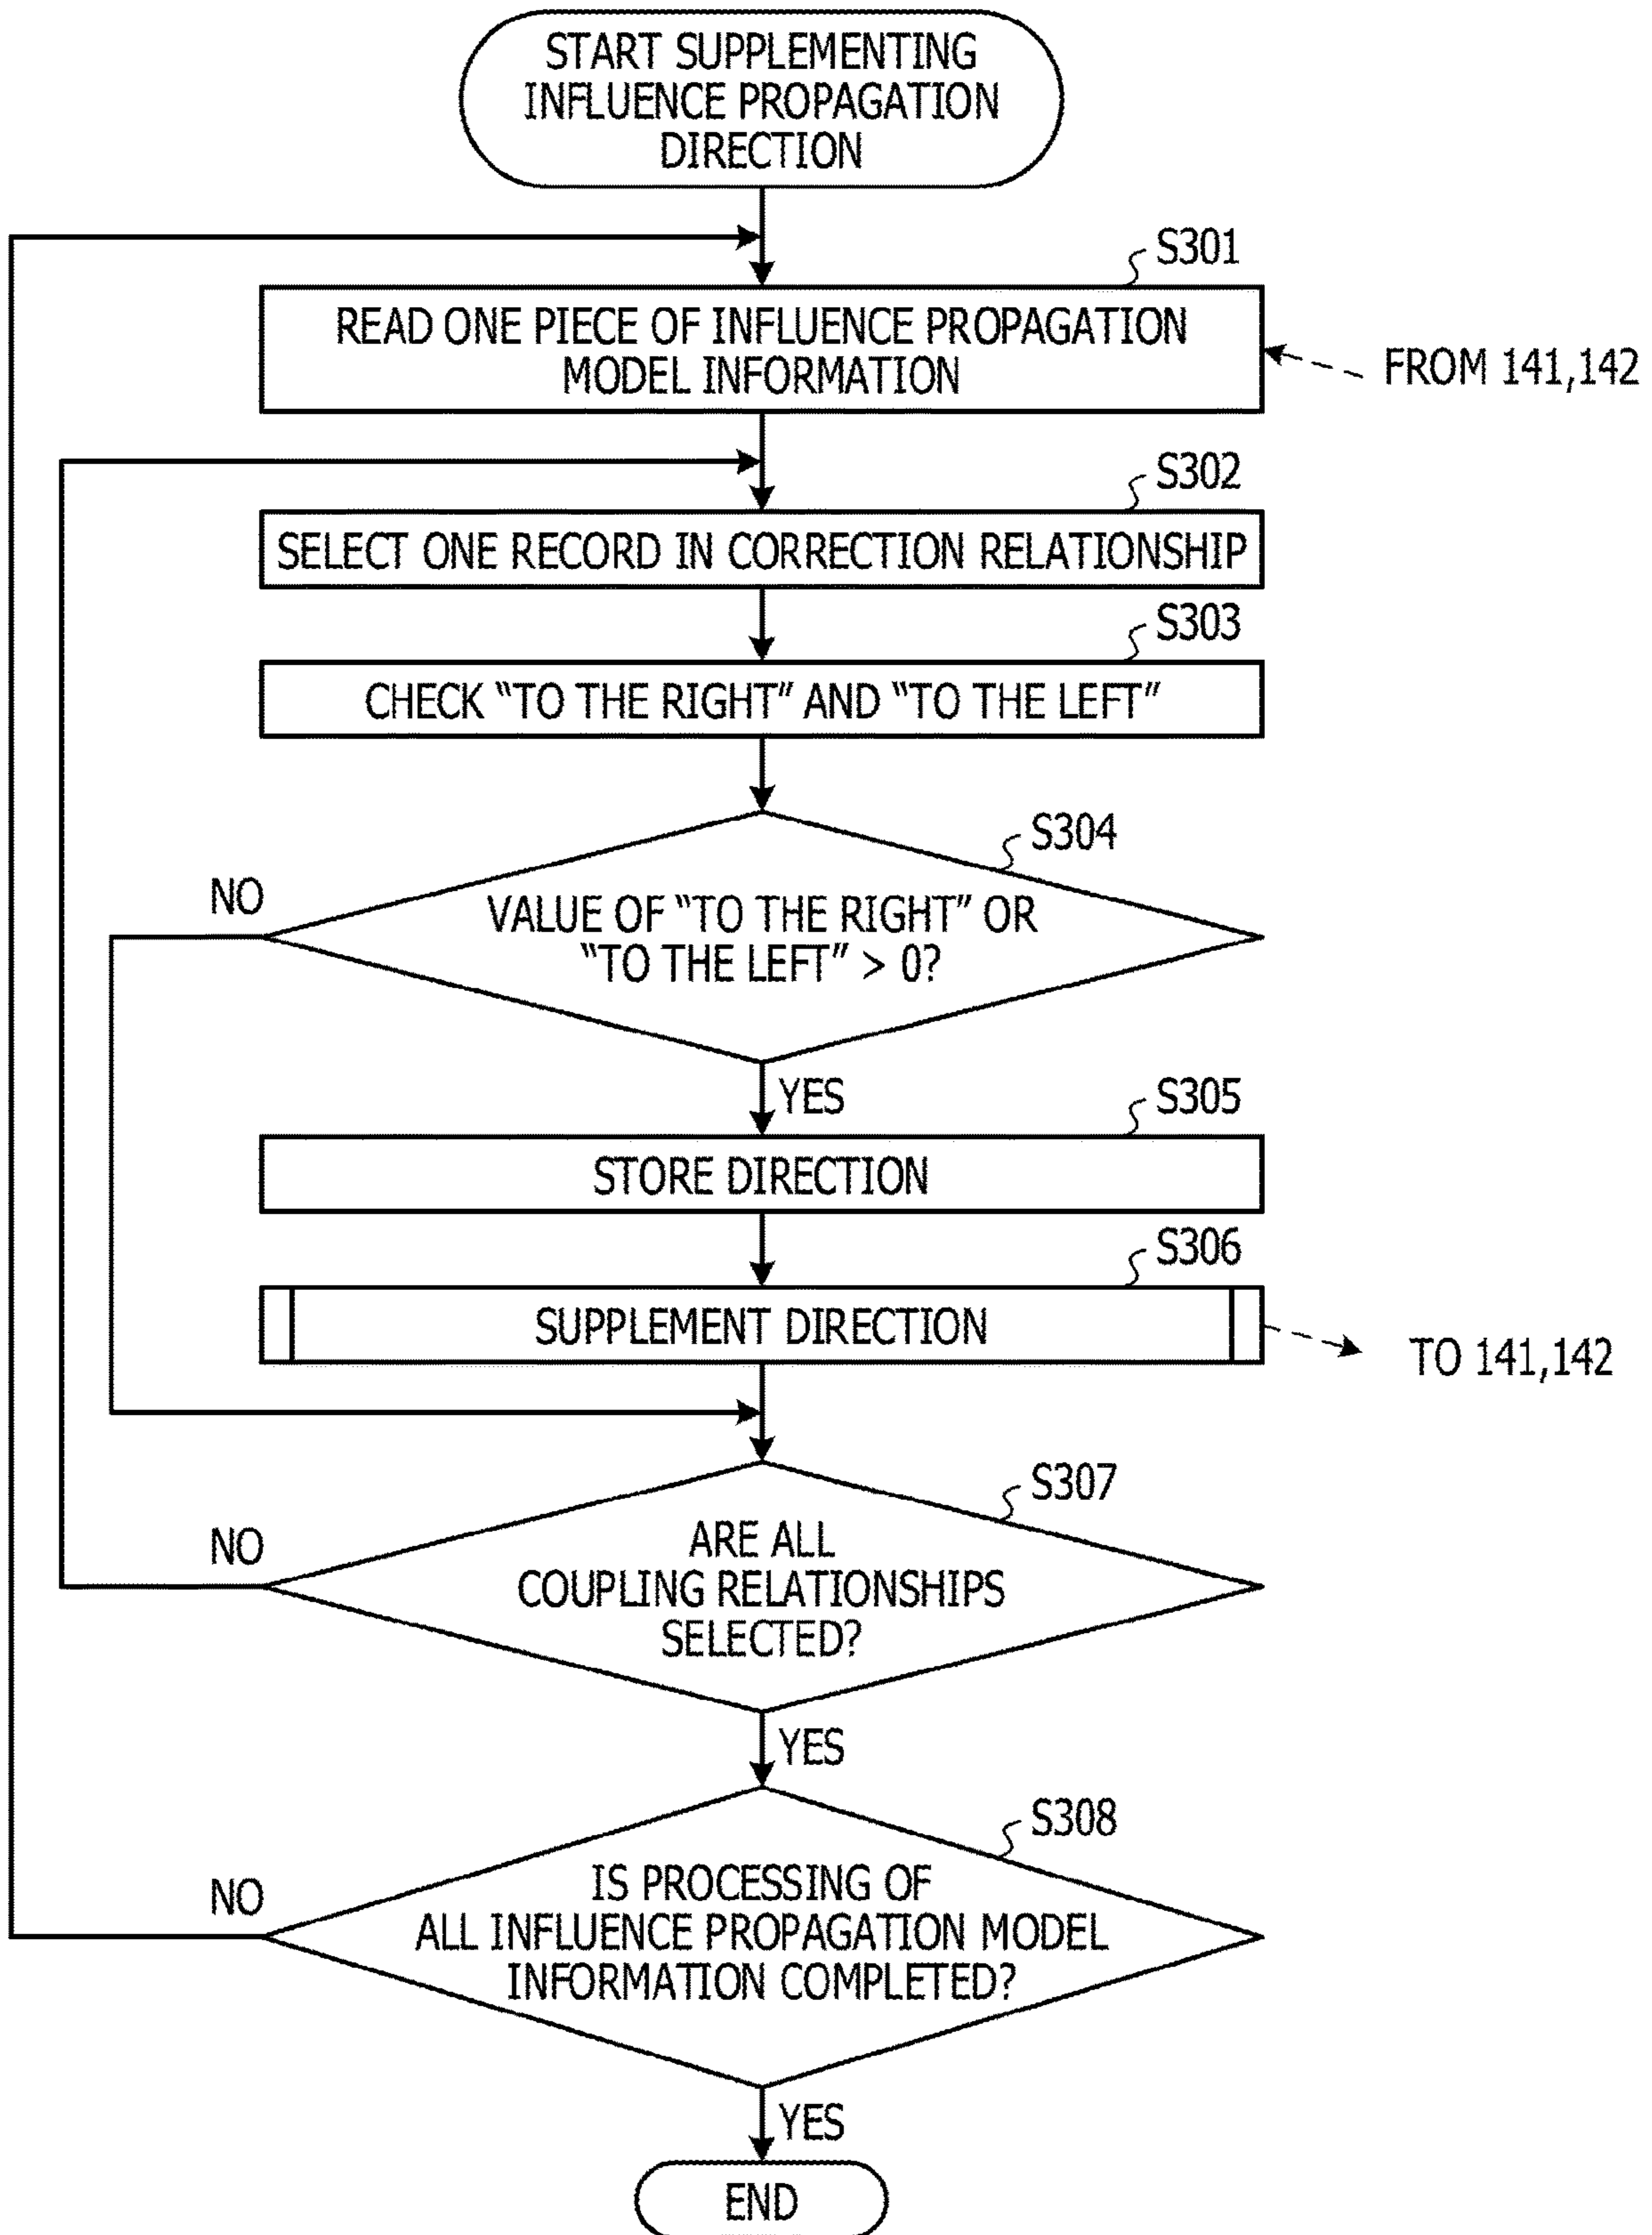 START SUPPLEMENTING
INFLUENCE PROPAGATION
DIRECTION
S301
READ ONE PIECE OF INFLUENCE PROPAGATION
MODEL INFORMATION
FROM 141,142
S302
SELECT ONE RECORD IN CORRECTION RELATIONSHIP
S303
CHECK “TO THE RIGHT” AND “TO THE LEFT”
S304
NO
VALUE OF “TO THE RIGHT” OR
“TO THE LEFT” > 0?
YES
S305
STORE DIRECTION
S306
SUPPLEMENT DIRECTION
TO 141,142
S307
NO
ARE ALL
COUPLING RELATIONSHIPS
SELECTED?
YES
S308
NO
IS PROCESSING OF
ALL INFLUENCE PROPAGATION MODEL
INFORMATION COMPLETED?
YES
END